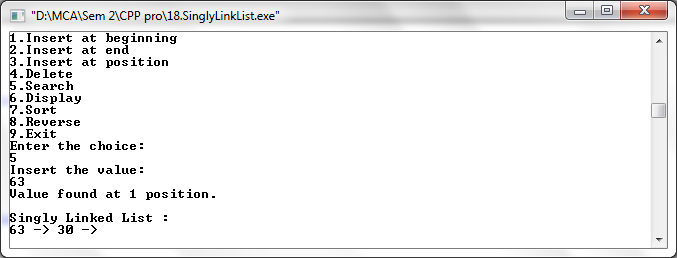 "D:\MCA\Sem 2\CPP pro\18.SinglyLinkList.exe"
1.Insert at beginning
2.Insert at end
3.Insert at position
4.Delete
5.Search
6.Display
7.Sort
8.Reverse
9.Exit
Enter the choice:
5
Insert the value:
63
Value found at 1 position.
Singly Linked List :
63 -> 30 ->